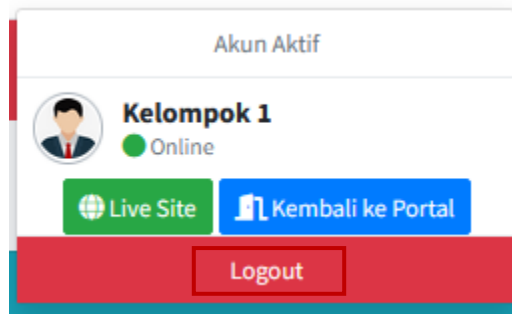 Akun Aktif
Kelompok 1
Online
Live Site Kembali ke Portal
Logout